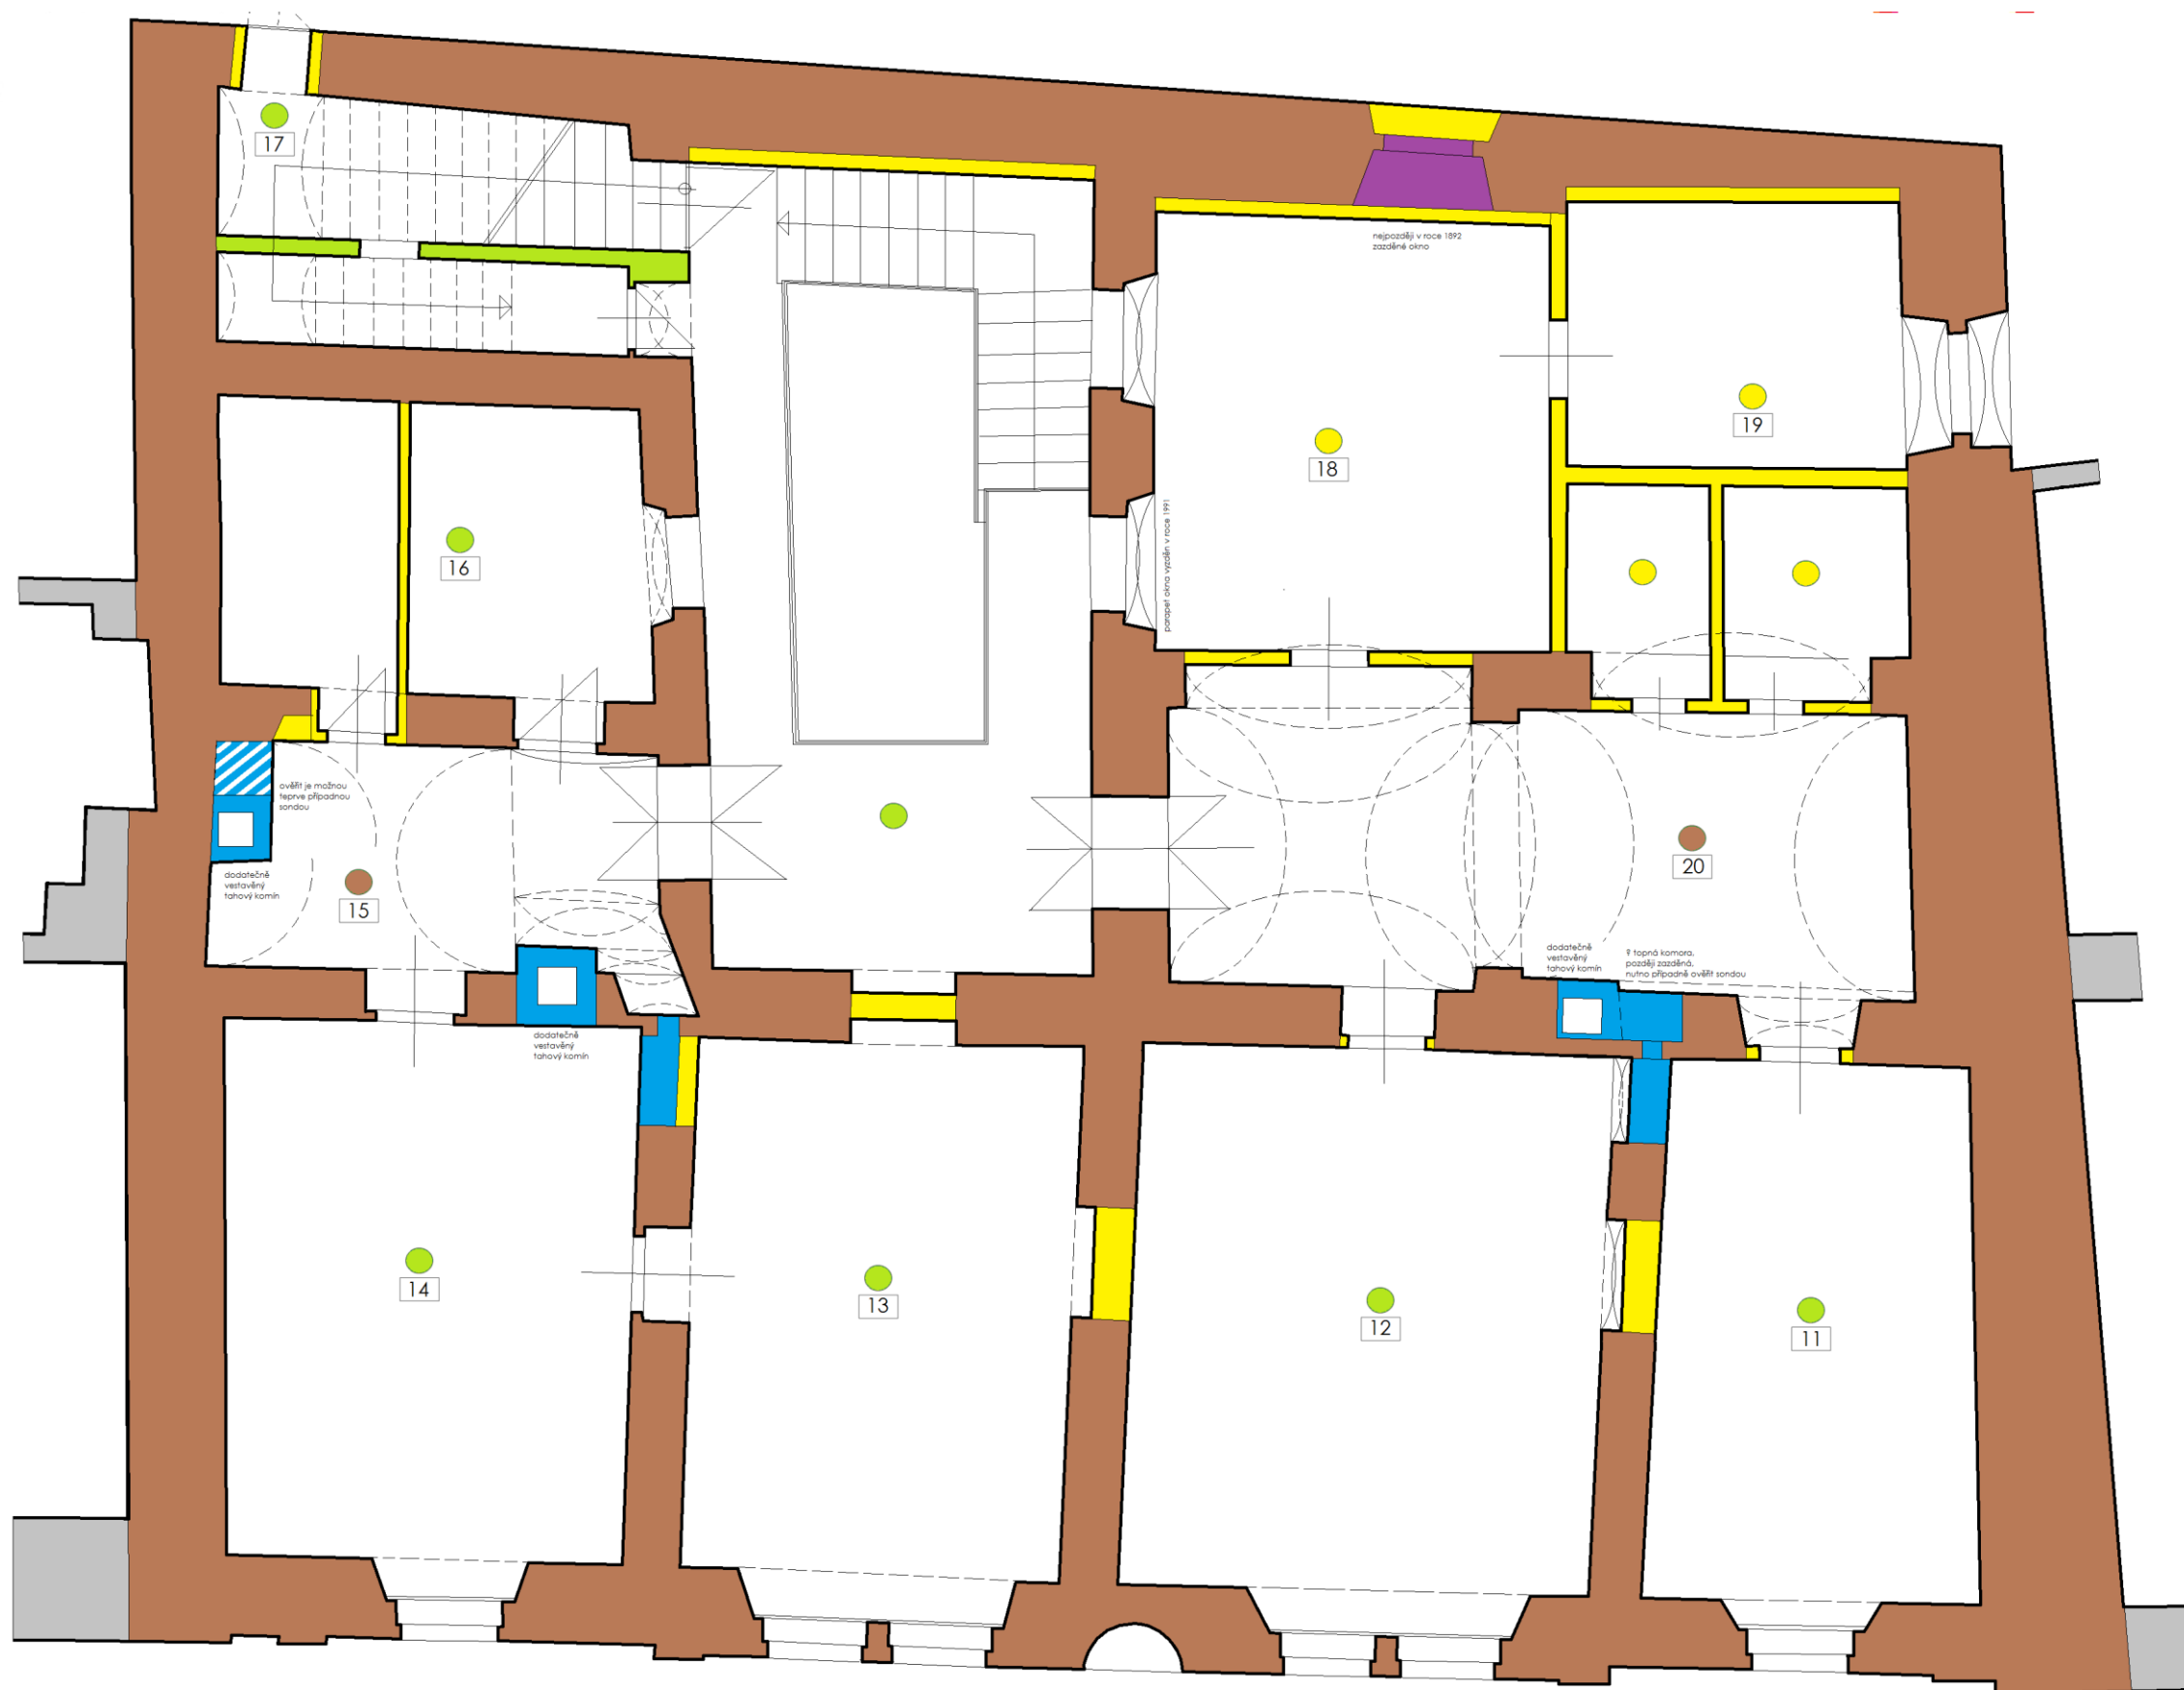 17
nejpozději v roce 1892
zazděné okno
19
18
parapet okna vyzděn v roce 1991
16
ověřit je možnou
teprve případnou
sondou
20
dodatečně
vestavěný
tahový komín
15
dodatečně
vestavěný
tahový komín
? topná komora,
později zazděná,
nutno případně ověřit sondou
dodatečně
vestavěný
tahový komín
14
13
12
11